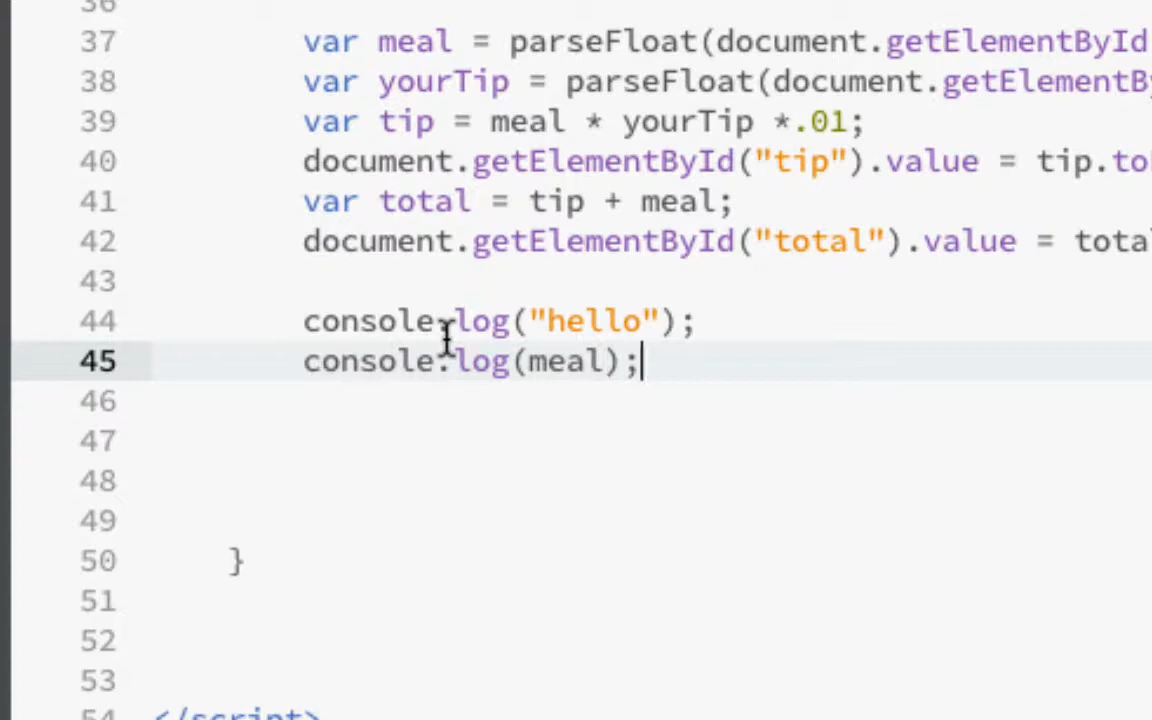 36
37 var meal = parseFloat(document.getElementById
38 var yourTip = parseFloat(document.getElementBy
39 var tip = meal * yourTip *.01;
40 document.getElementById("tip").value = tip.to
41 var total = tip + meal;
42 document.getElementById("total").value = tota
43
44 console.log("hello");
45 console.log(meal);
46
47
48
49
50 }
51
52
53
54 </script>